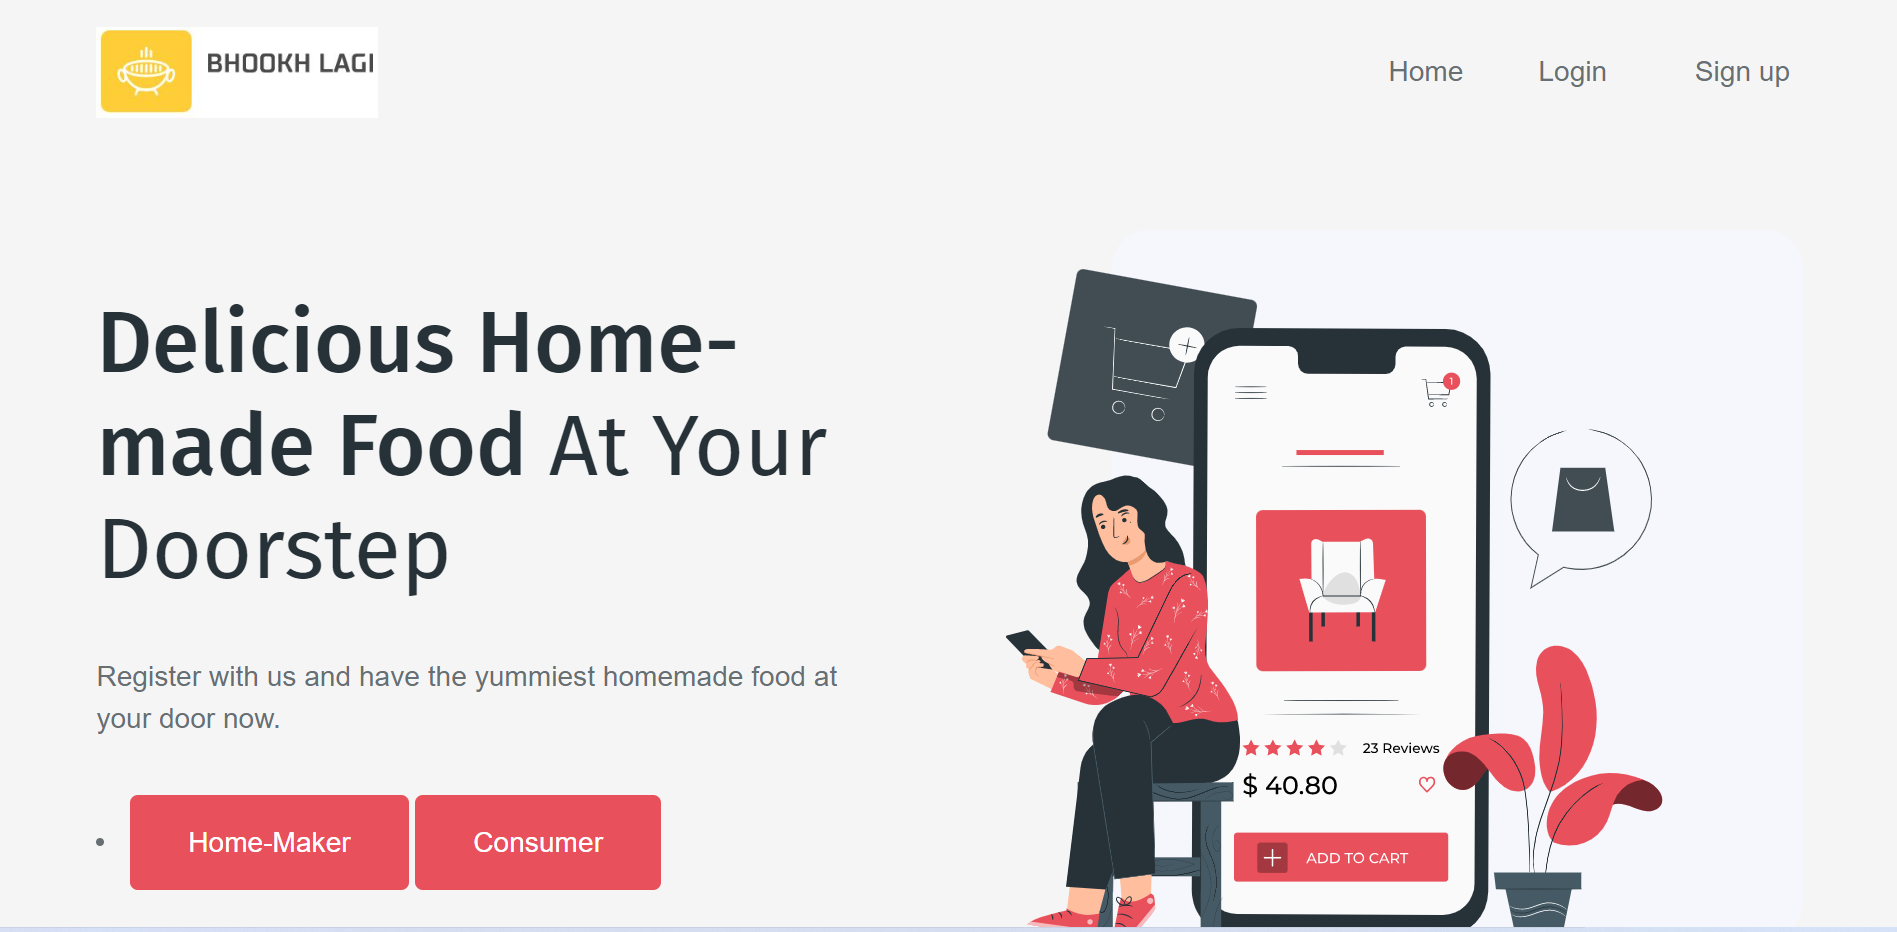 BHOOKH LAGI
Home
Login
Sign up
Delicious Home-
made Food At Your
Doorstep
Register with us and have the yummiest homemade food at
your door now.
Home-Maker
Consumer
1
23 Reviews
$ 40.80
ADD TO CART